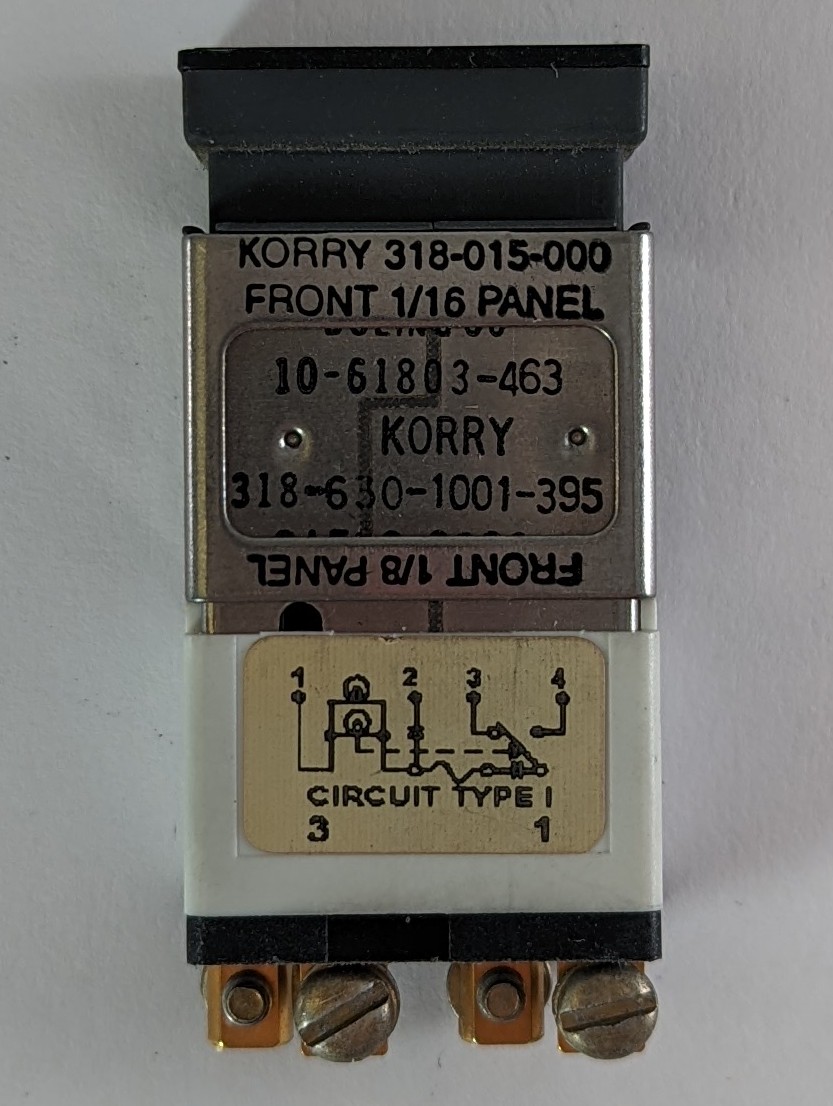 KORRY 318-015-000
FRONT 1/16 PANEL
10-61803-463
KORRY
318-630-1001-395
FRONT 1/8 PANEL
1 2 3 4
CIRCUIT TYPE I
3 1